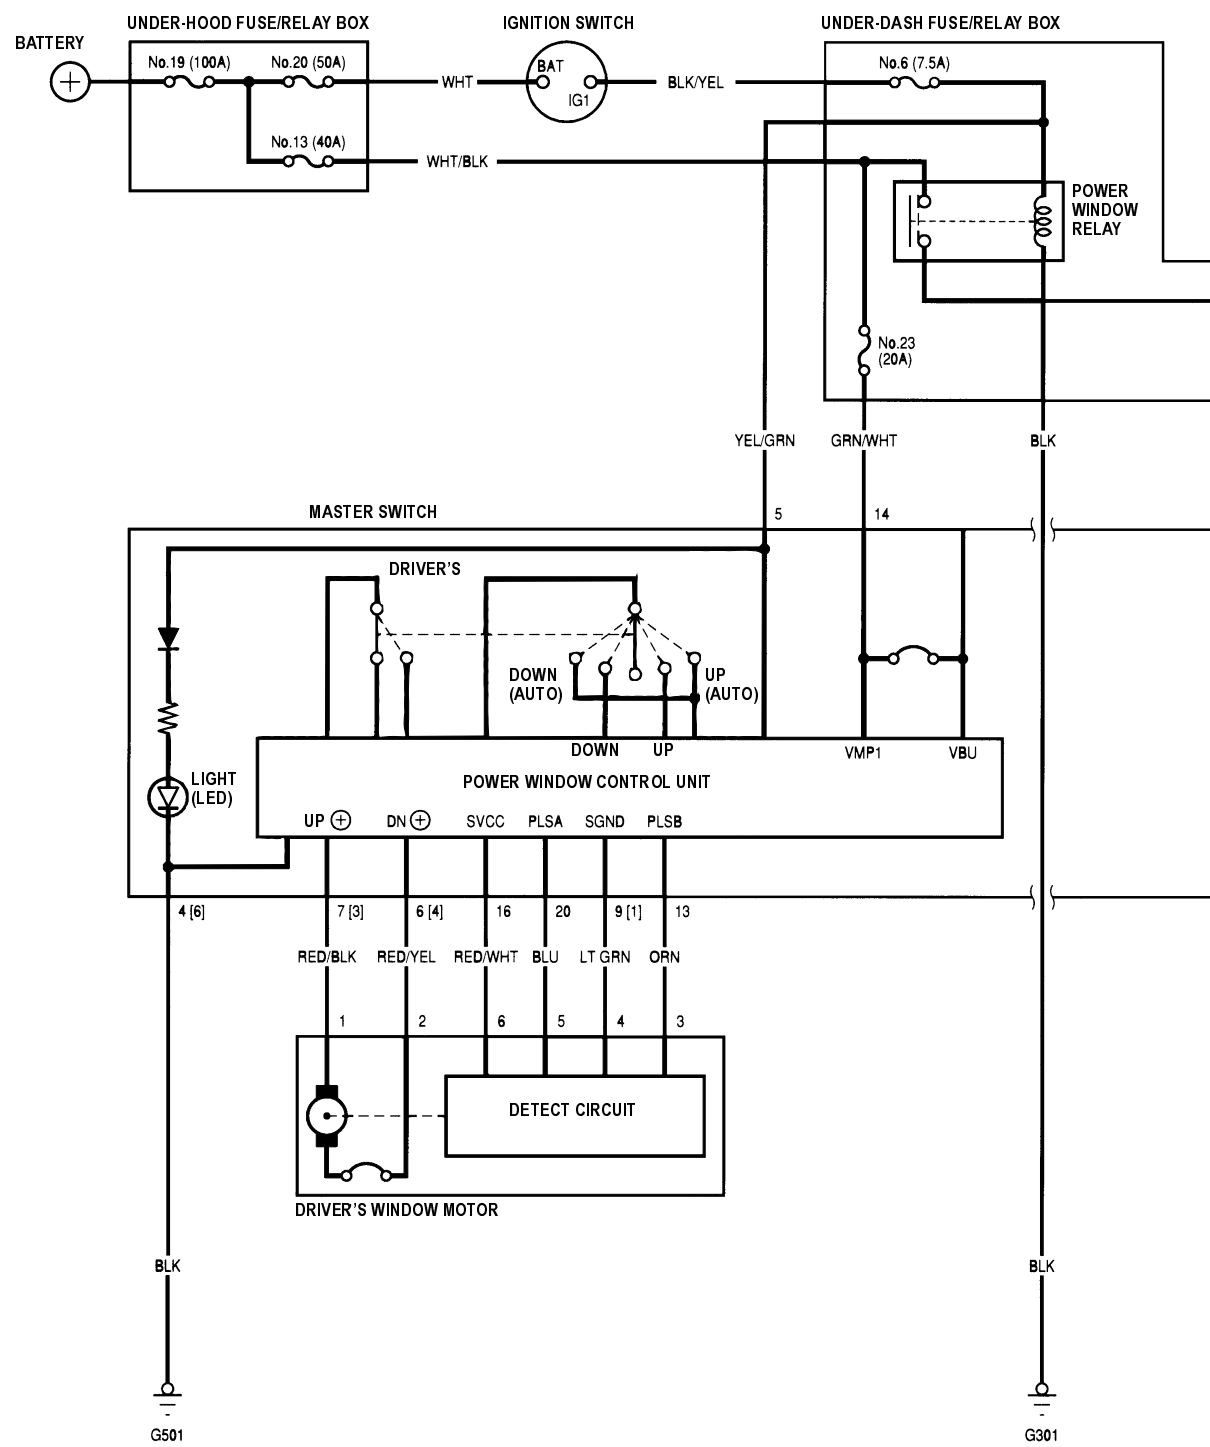 UNDER-HOOD FUSE/RELAY BOX
IGNITION SWITCH
UNDER-DASH FUSE/RELAY BOX
BATTERY
No.19 (100A)
No.20 (50A)
BAT
No.6 (7.5A)
WHT
BLK/YEL
IG1
No.13 (40A)
WHT/BLK
POWER
WINDOW
RELAY
No.23
(20A)
YEL/GRN
GRN/WHT
BLK
MASTER SWITCH
5
14
DRIVER'S
DOWN
(AUTO)
UP
(AUTO)
DOWN
UP
VMP1
VBU
LIGHT
(LED)
POWER WINDOW CONTROL UNIT
UP +
DN +
SVCC
PLSA
SGND
PLSB
4 [6]
7 [3]
6 [4]
16
20
9 [1]
13
RED/BLK
RED/YEL
RED/WHT
BLU
LT GRN
ORN
1
2
6
5
4
3
DETECT CIRCUIT
DRIVER'S WINDOW MOTOR
BLK
BLK
G501
G301